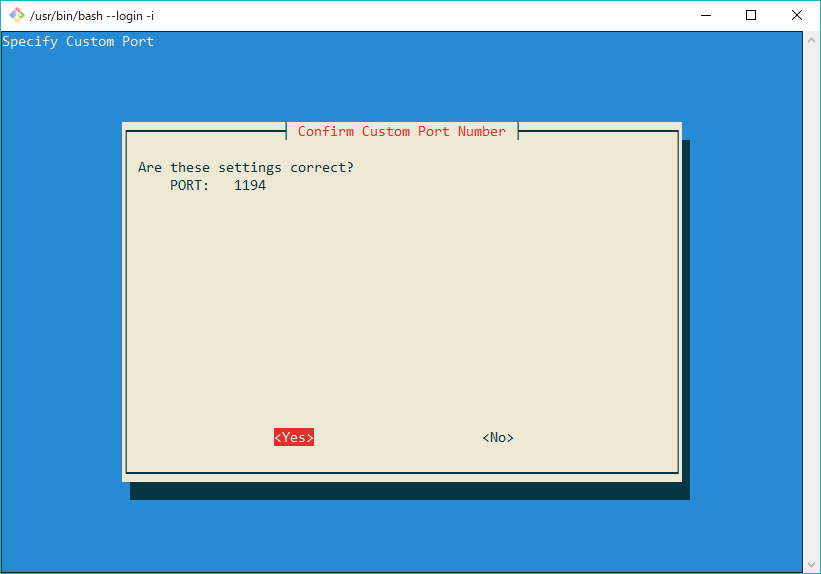 /usr/bin/bash --login -i
Specify Custom Port
Confirm Custom Port Number
Are these settings correct?
PORT:   1194
<Yes>
<No>